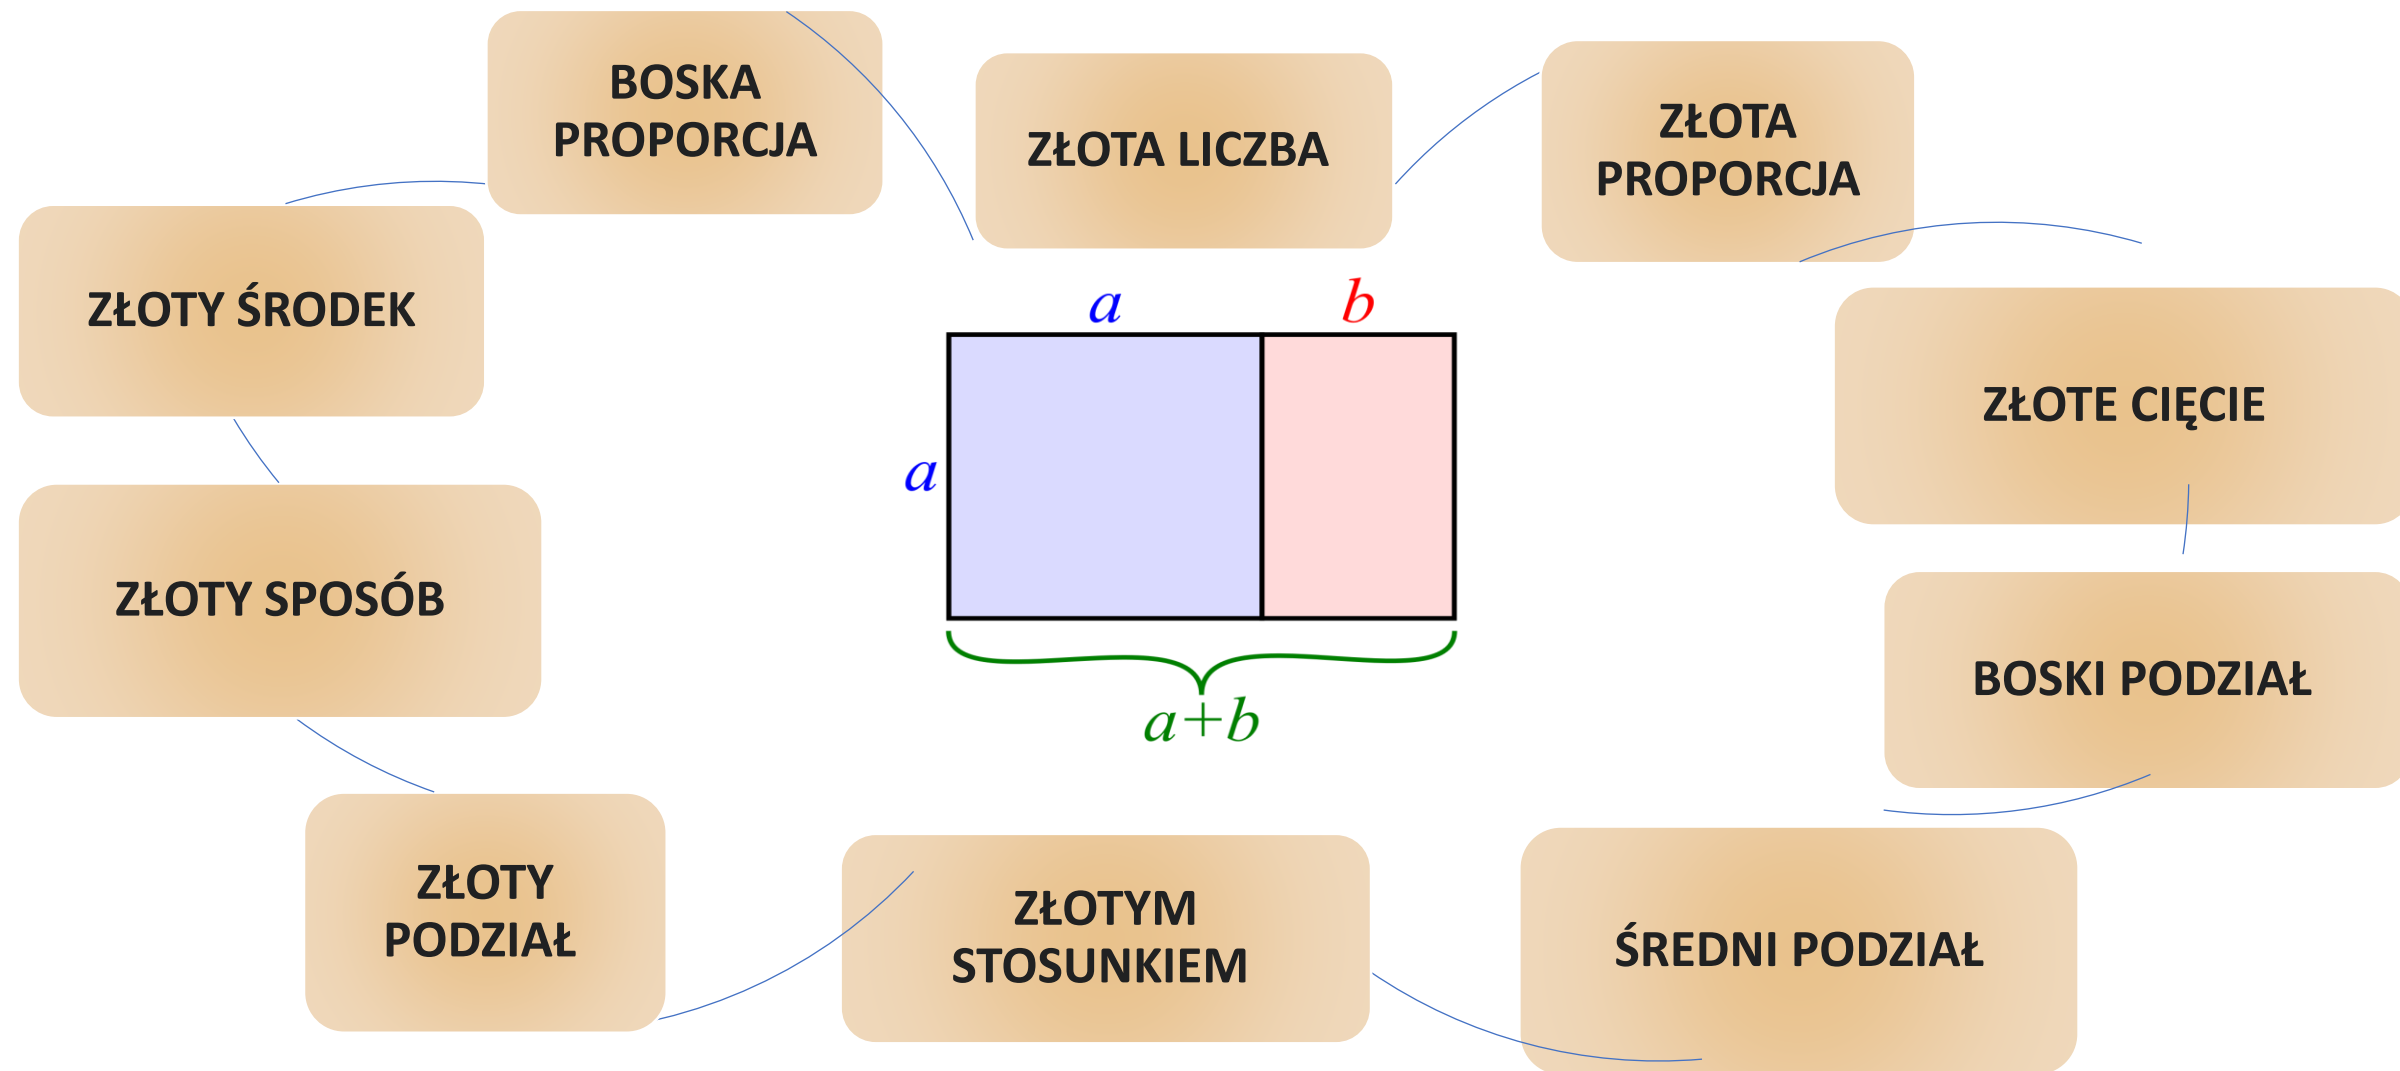 BOSKA
PROPORCJA
ZŁOTA LICZBA
ZŁOTA
PROPORCJA
ZŁOTY ŚRODEK
a
b
ZŁOTE CIĘCIE
a
ZŁOTY SPOSÓB
BOSKI PODZIAŁ
a+b
ZŁOTY
PODZIAŁ
ZŁOTYM
STOSUNKIEM
ŚREDNI PODZIAŁ